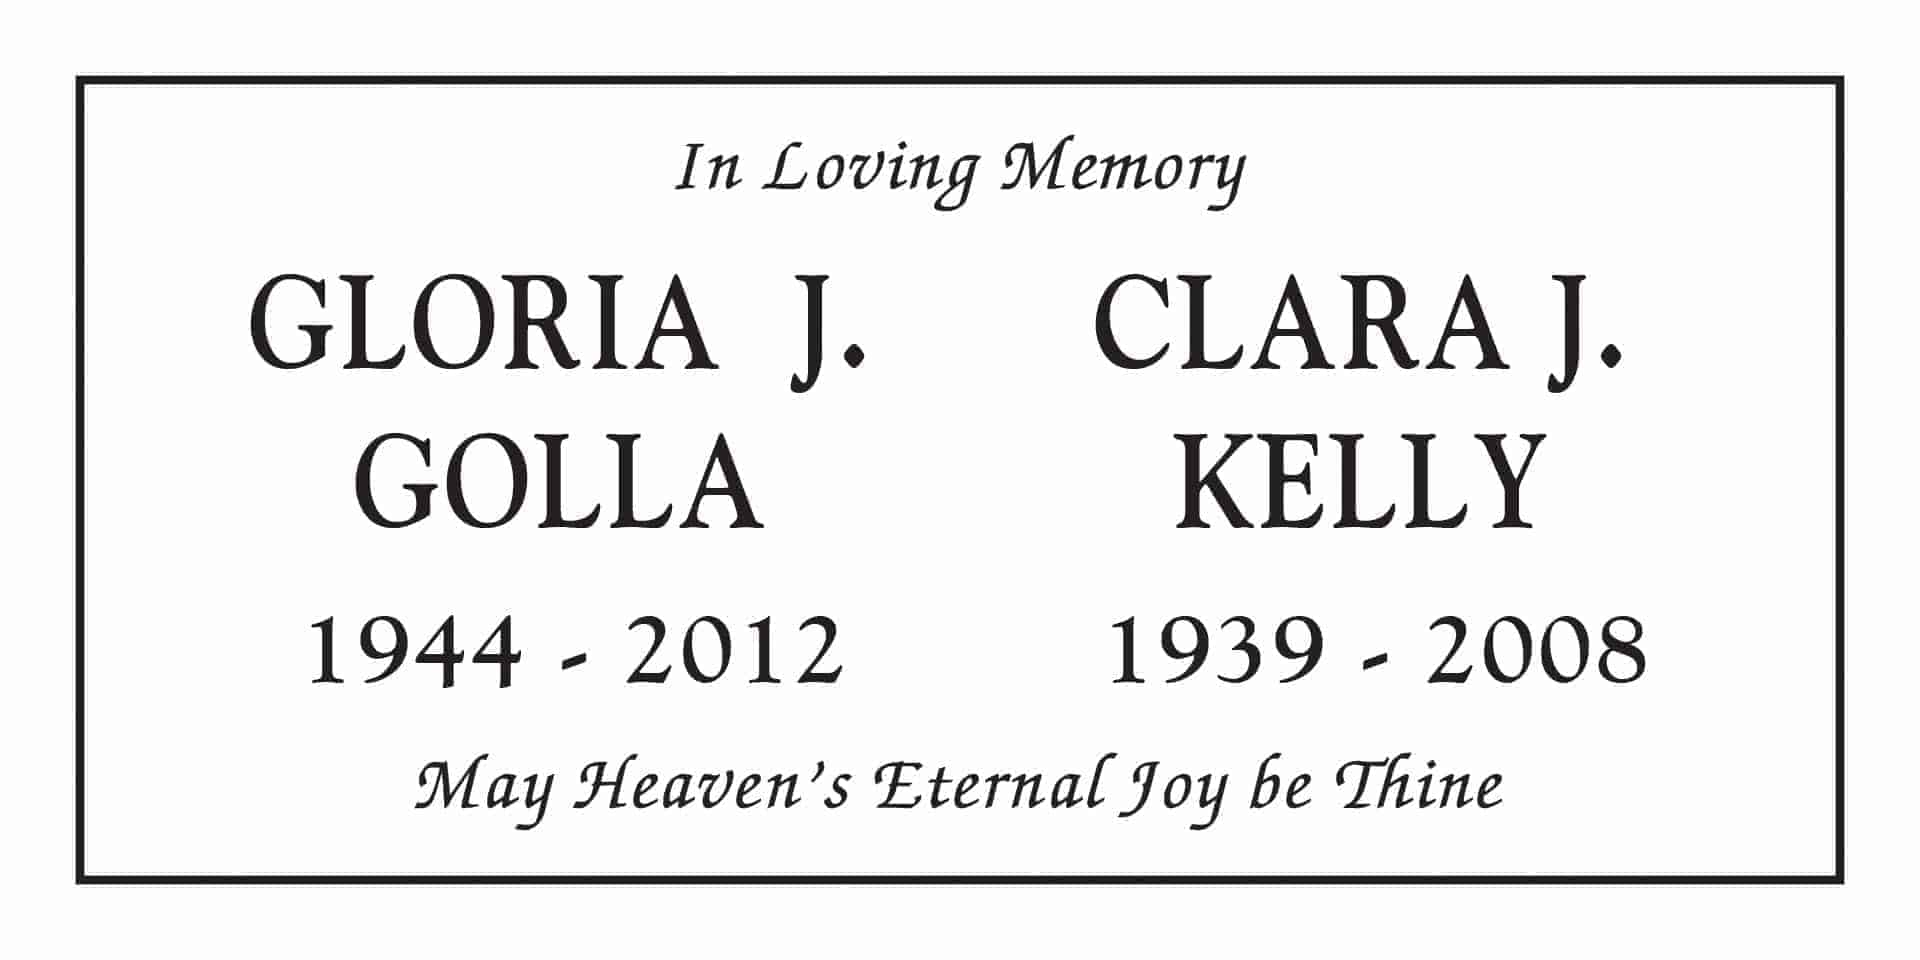 In Loving Memory
GLORIA J.
GOLLA
1944 - 2012
CLARA J.
KELLY
1939 - 2008
May Heaven's Eternal Joy be Thine